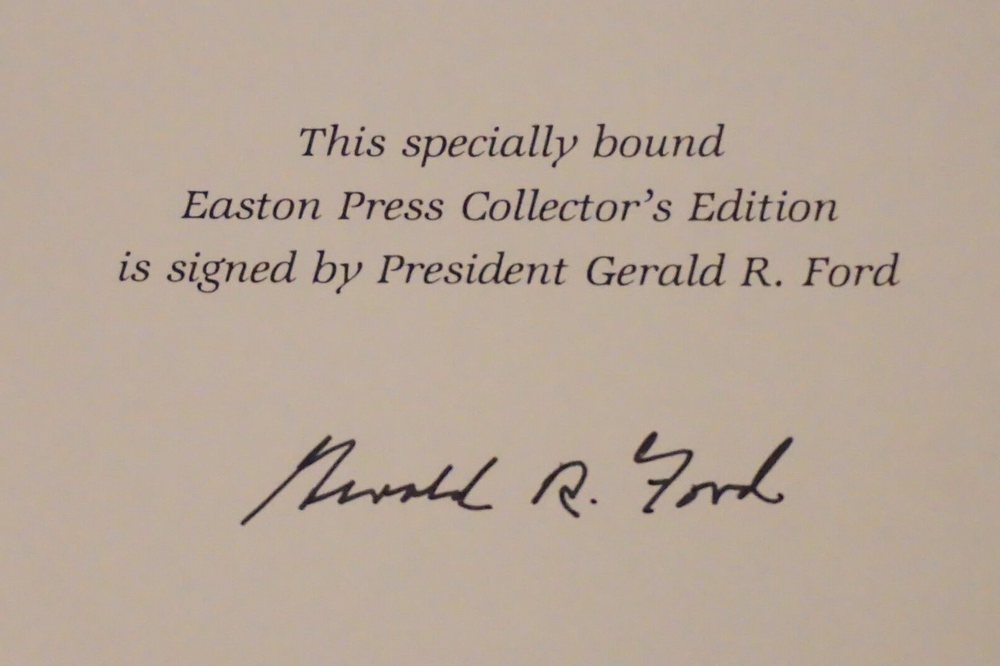 This specially bound
Easton Press Collector’s Edition
is signed by President Gerald R. Ford
Gerald R. Ford